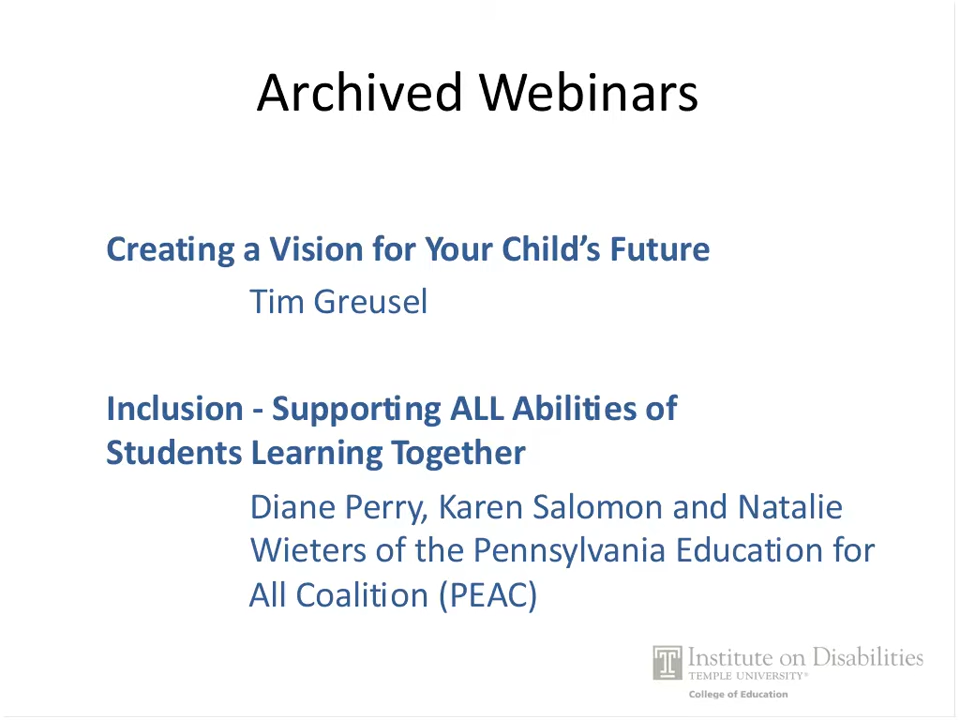 Archived Webinars
Creating a Vision for Your Child’s Future
Tim Greusel
Inclusion - Supporting ALL Abilities of
Students Learning Together
Diane Perry, Karen Salomon and Natalie
Wieters of the Pennsylvania Education for
All Coalition (PEAC)
Institute on Disabilities
TEMPLE UNIVERSITY®
College of Education